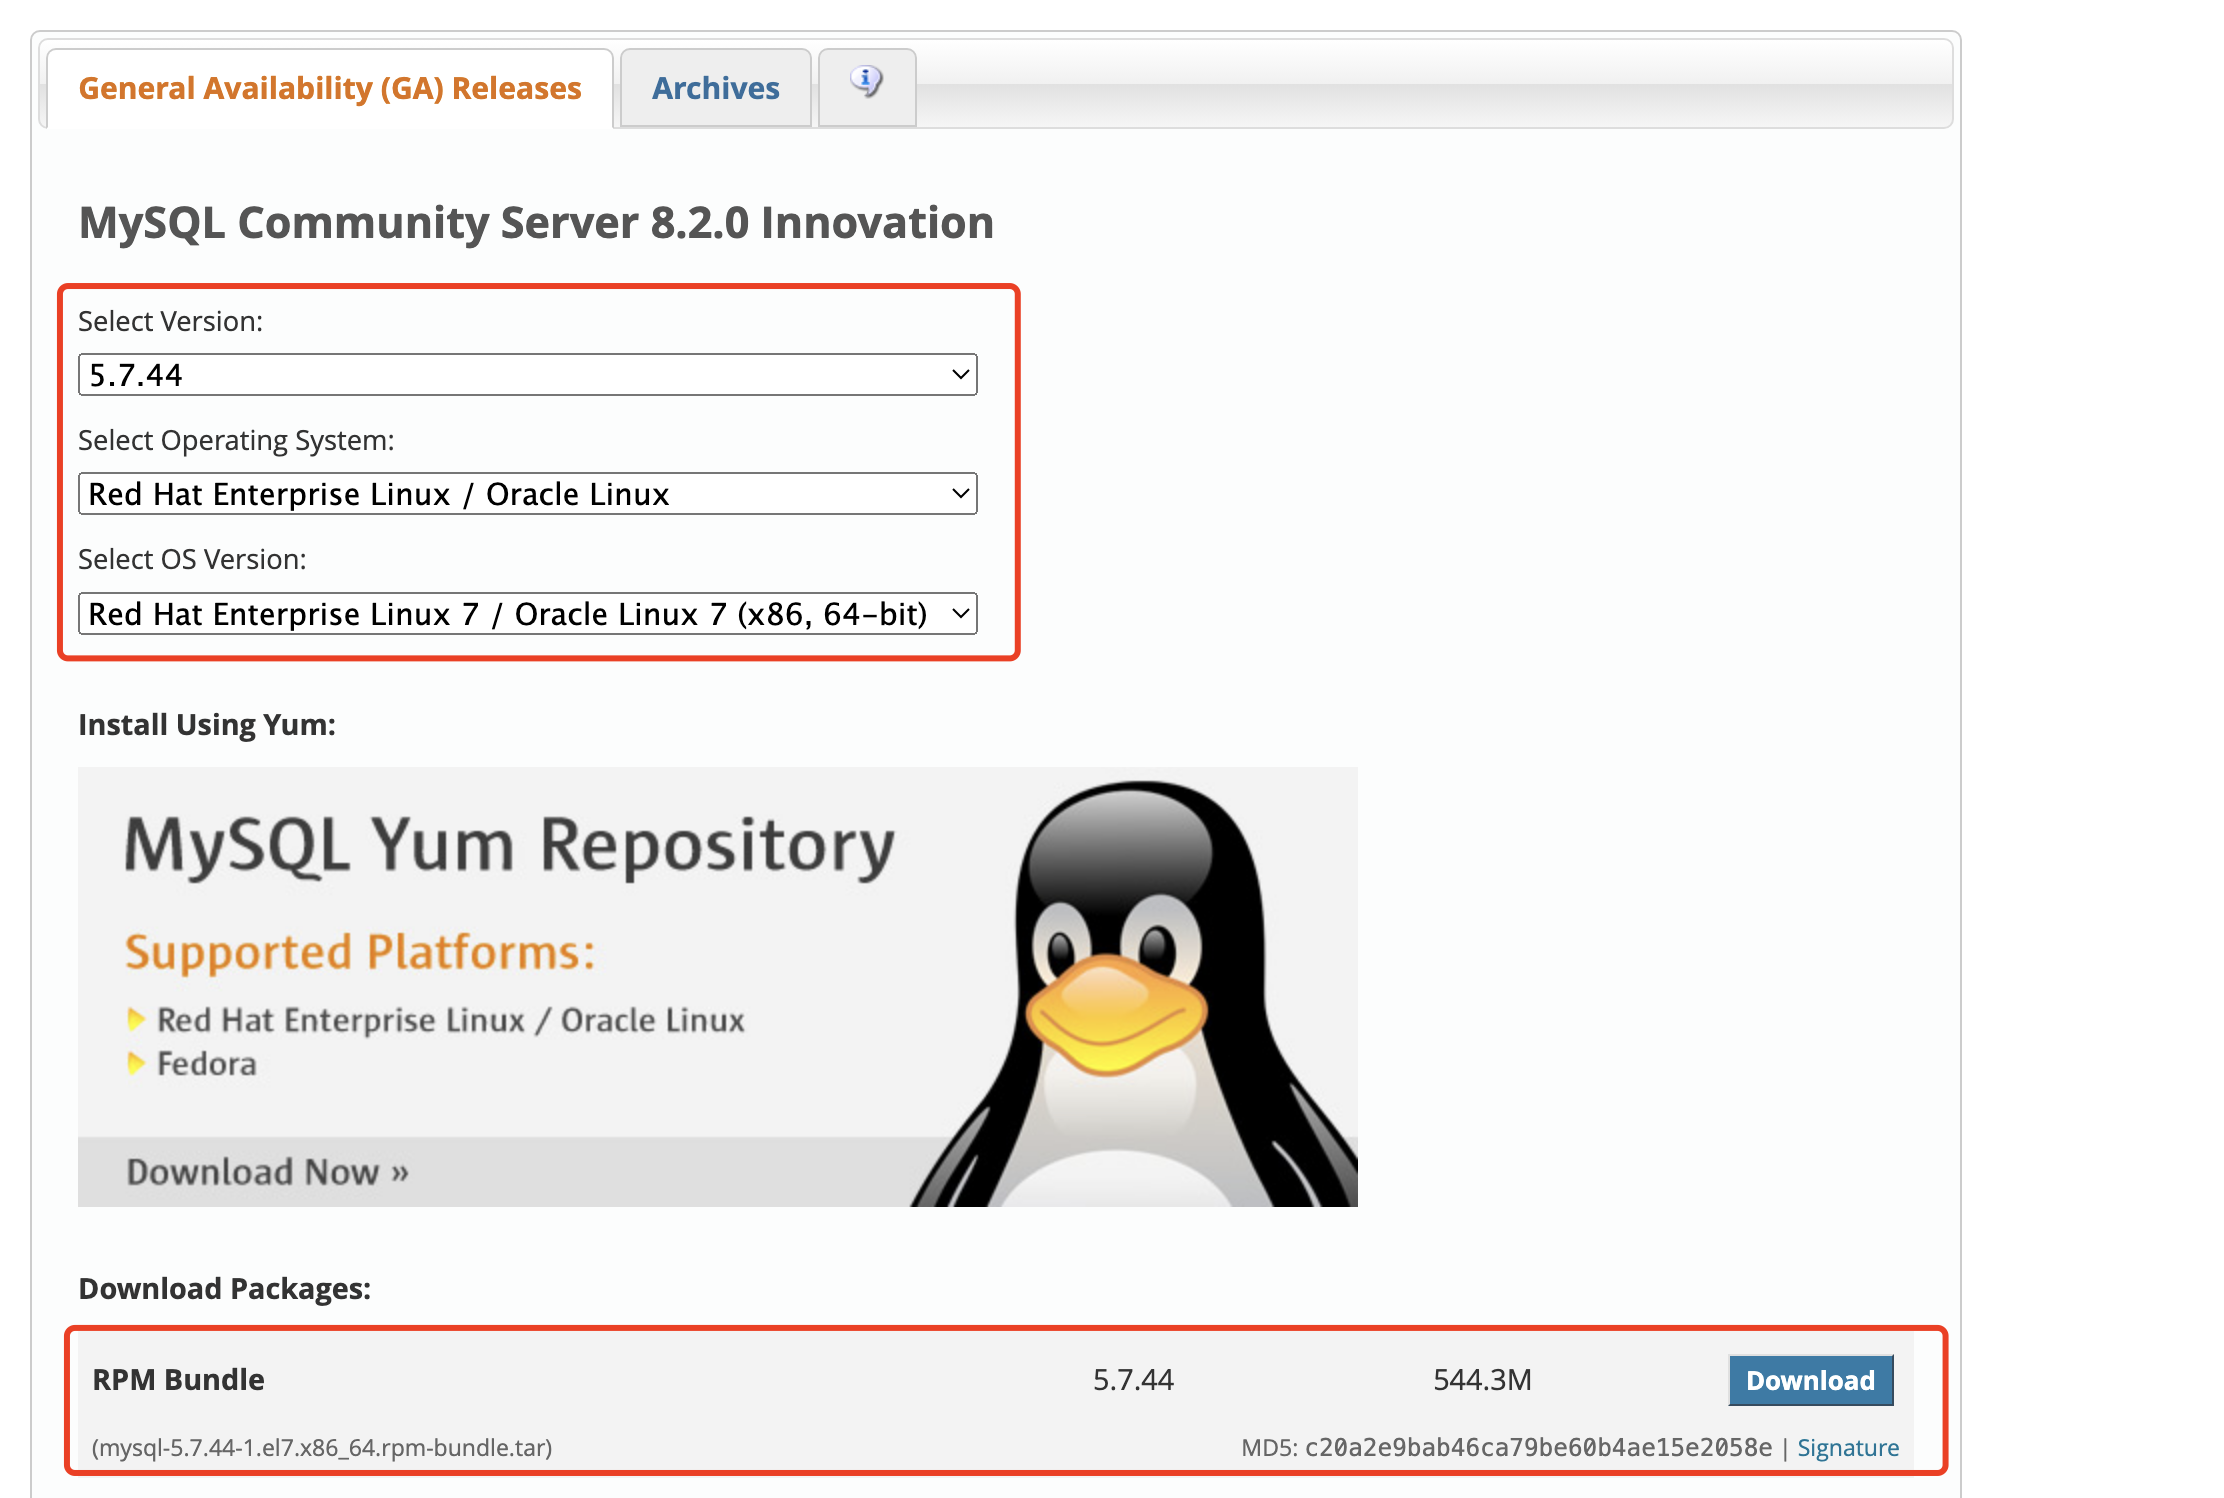 General Availability (GA) Releases
Archives
MySQL Community Server 8.2.0 Innovation
Select Version:
5.7.44
Select Operating System:
Red Hat Enterprise Linux / Oracle Linux
Select OS Version:
Red Hat Enterprise Linux 7 / Oracle Linux 7 (x86, 64-bit)
Install Using Yum:
MySQL Yum Repository
Supported Platforms:
Red Hat Enterprise Linux / Oracle Linux
Fedora
Download Now »
Download Packages:
RPM Bundle 5.7.44 544.3M Download
(mysql-5.7.44-1.el7.x86_64.rpm-bundle.tar) MD5: c20a2e9bab46ca79be60b4ae15e2058e | Signature